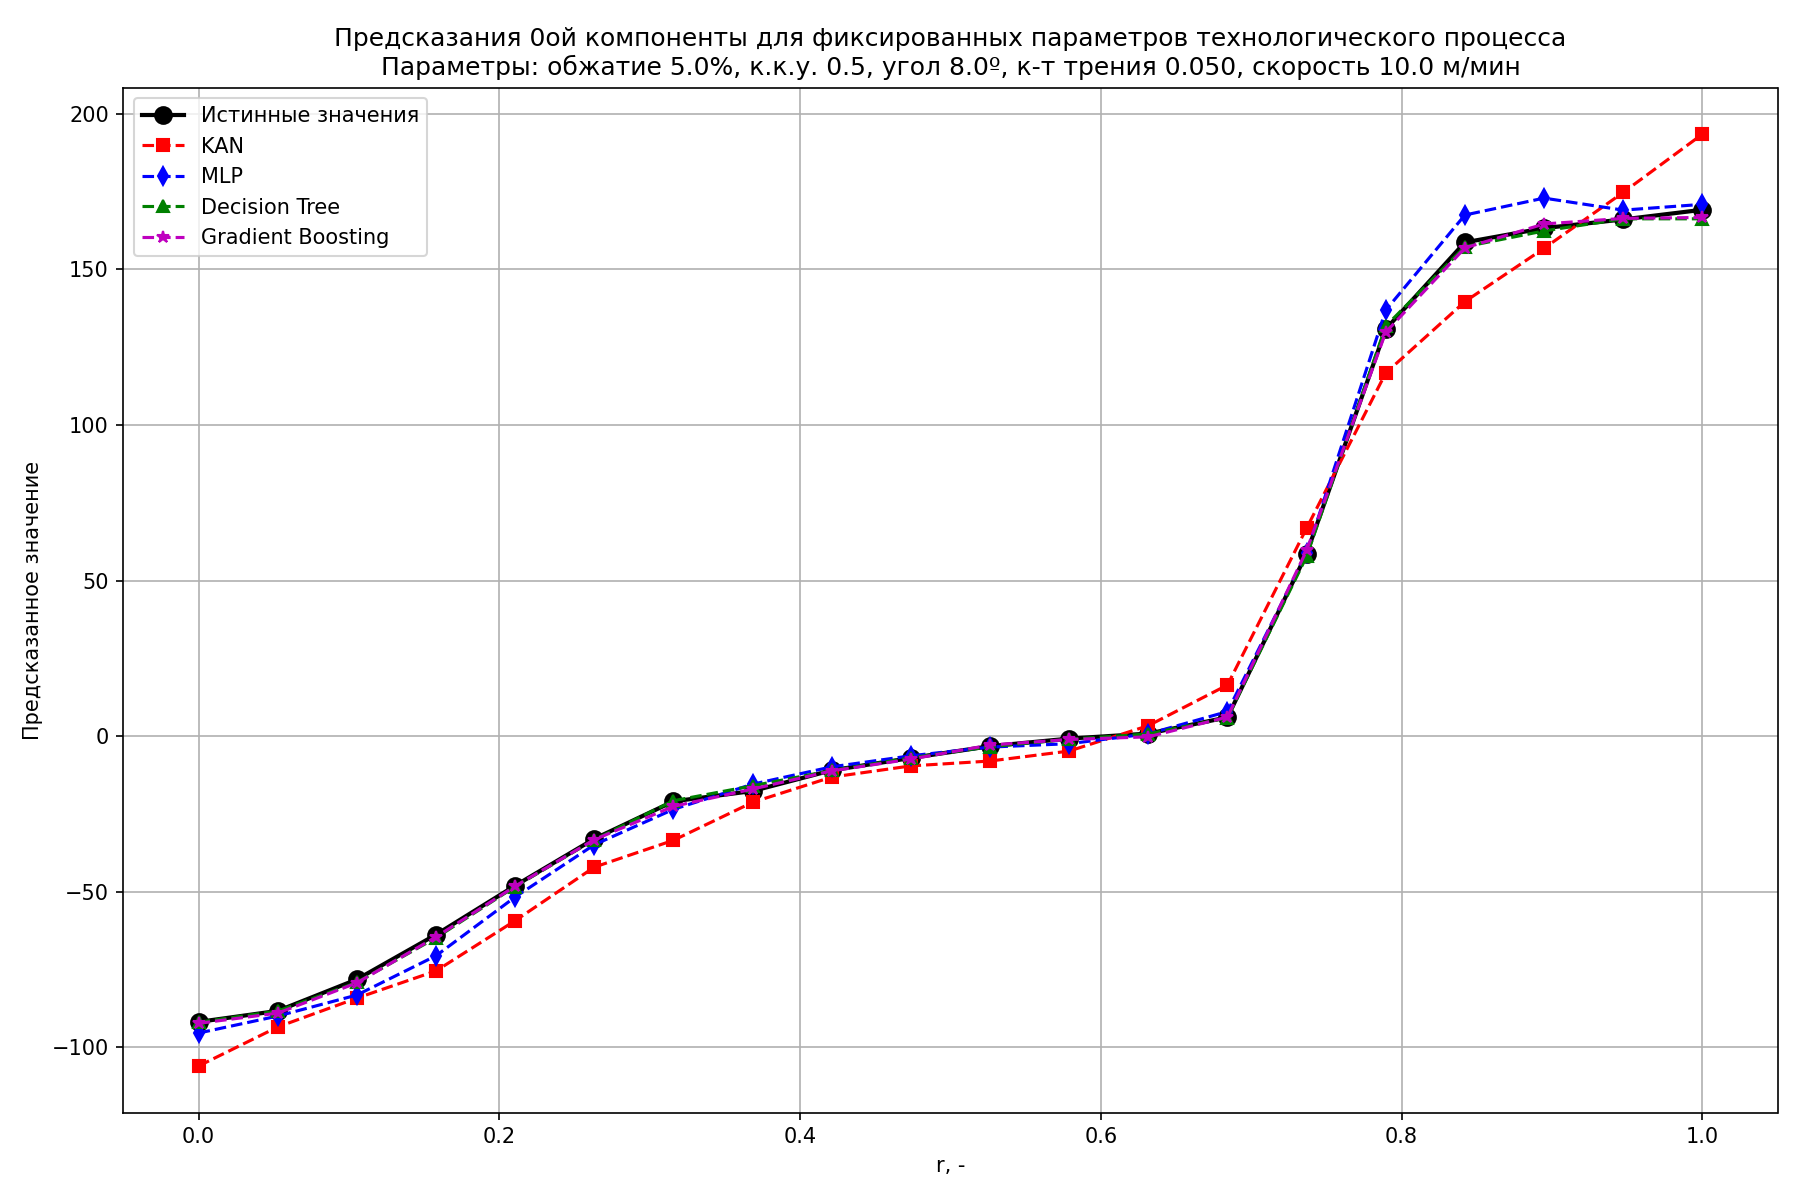 Предсказания 0ой компоненты для фиксированных параметров технологического процесса
Параметры: обжатие 5.0%, к.к.у. 0.5, угол 8.0º, к-т трения 0.050, скорость 10.0 м/мин
Истинные значения
KAN
MLP
Decision Tree
Gradient Boosting
Предсказанное значение
200
150
100
50
0
−50
−100
0.0
0.2
0.4
0.6
0.8
1.0
r, -